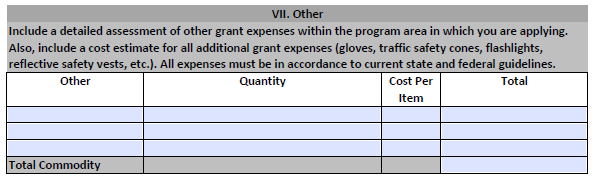 VII. Other
Include a detailed assessment of other grant expenses within the program area in which you are applying.
Also, include a cost estimate for all additional grant expenses (gloves, traffic safety cones, flashlights,
reflective safety vests, etc.). All expenses must be in accordance to current state and federal guidelines.
Other Quantity Cost Per Item Total
Total Commodity